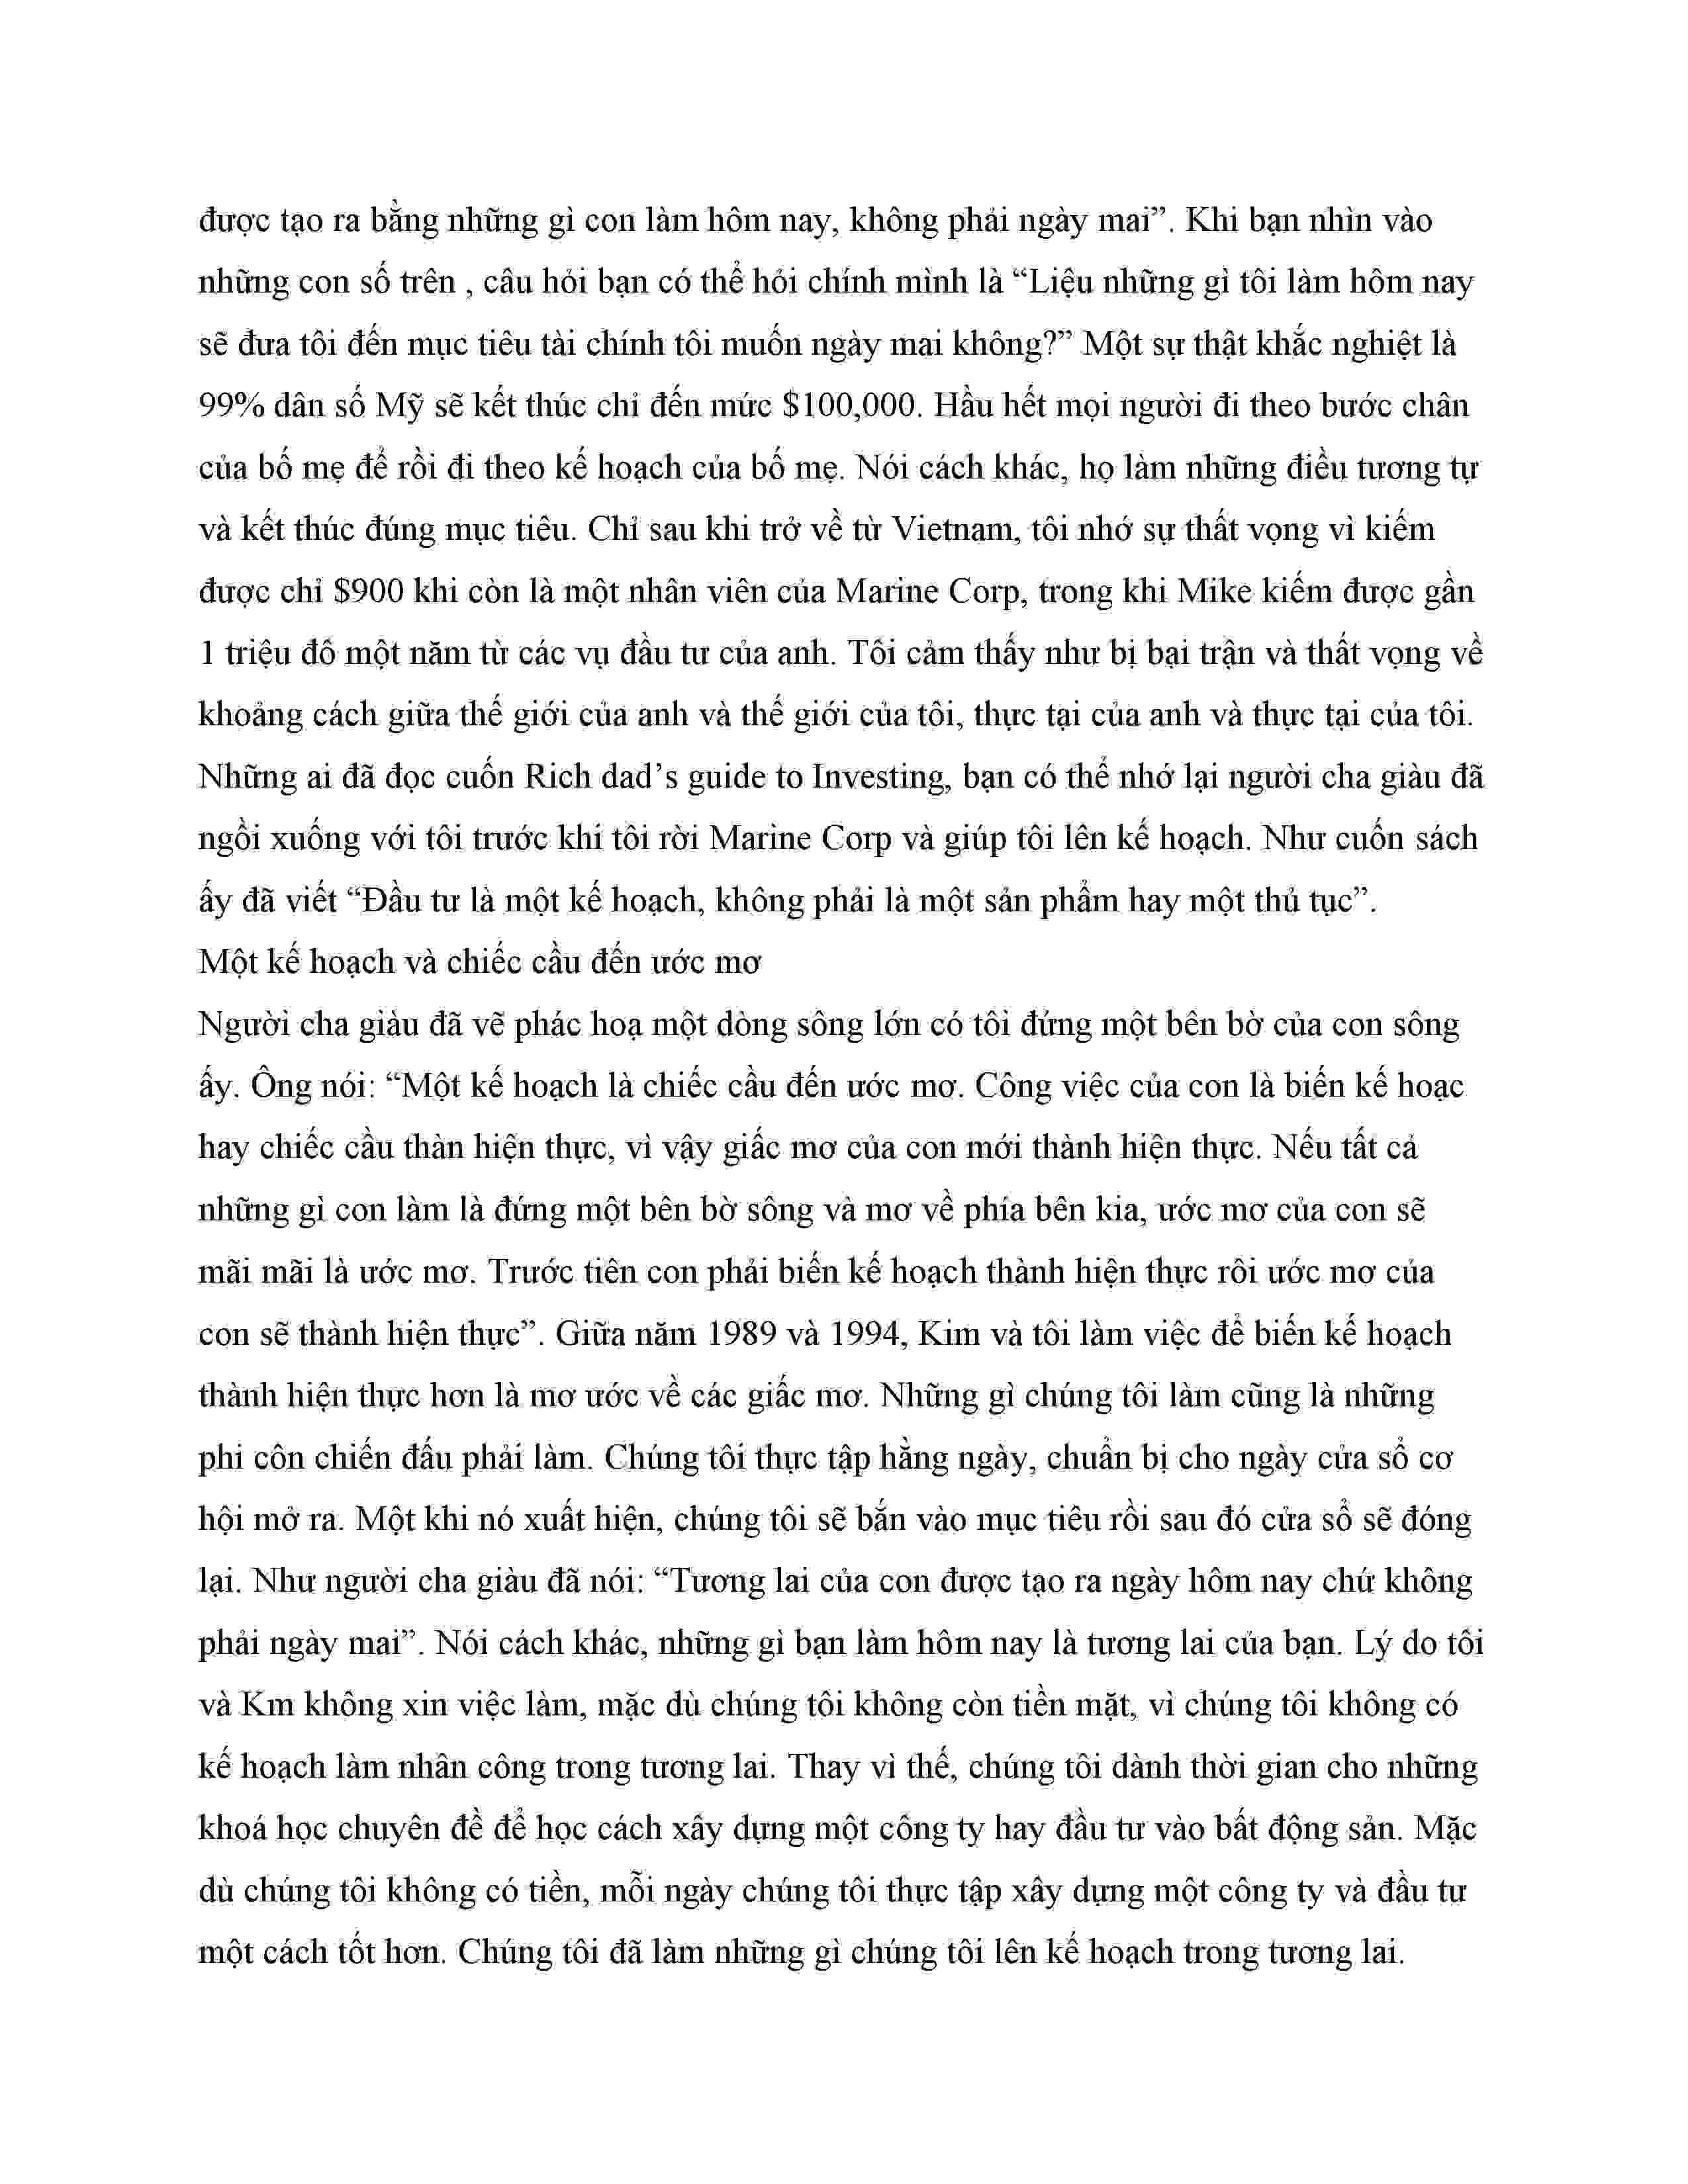 được tạo ra bằng những gì con làm hôm nay, không phải ngày mai”. Khi bạn nhìn vào
những con số trên , câu hỏi bạn có thể hỏi chính mình là “Liệu những gì tôi làm hôm nay
sẽ đưa tôi đến mục tiêu tài chính tôi muốn ngày mai không?” Một sự thật khắc nghiệt là
99% dân số Mỹ sẽ kết thúc chỉ đến mức $100,000. Hầu hết mọi người đi theo bước chân
của bố mẹ để rồi đi theo kế hoạch của bố mẹ. Nói cách khác, họ làm những điều tương tự
và kết thúc đúng mục tiêu. Chỉ sau khi trở về từ Vietnam, tôi nhớ sự thất vọng vì kiếm
được chỉ $900 khi còn là một nhân viên của Marine Corp, trong khi Mike kiếm được gần
1 triệu đô một năm từ các vụ đầu tư của anh. Tôi cảm thấy như bị bại trận và thất vọng về
khoảng cách giữa thế giới của anh và thế giới của tôi, thực tại của anh và thực tại của tôi.
Những ai đã đọc cuốn Rich dad’s guide to Investing, bạn có thể nhớ lại người cha giàu đã
ngồi xuống với tôi trước khi tôi rời Marine Corp và giúp tôi lên kế hoạch. Như cuốn sách
ấy đã viết “Đầu tư là một kế hoạch, không phải là một sản phẩm hay một thủ tục”.
Một kế hoạch và chiếc cầu đến ước mơ
Người cha giàu đã vẽ phác hoạ một dòng sông lớn có tôi đứng một bên bờ của con sông
ấy. Ông nói: “Một kế hoạch là chiếc cầu đến ước mơ. Công việc của con là biến kế hoạc
hay chiếc cầu thàn hiện thực, vì vậy giấc mơ của con mới thành hiện thực. Nếu tất cả
những gì con làm là đứng một bên bờ sông và mơ về phía bên kia, ước mơ của con sẽ
mãi mãi là ước mơ. Trước tiên con phải biến kế hoạch thành hiện thực rôi ước mơ của
con sẽ thành hiện thực”. Giữa năm 1989 và 1994, Kim và tôi làm việc để biến kế hoạch
thành hiện thực hơn là mơ ước về các giấc mơ. Những gì chúng tôi làm cũng là những
phi côn chiến đấu phải làm. Chúng tôi thực tập hằng ngày, chuẩn bị cho ngày cửa sổ cơ
hội mở ra. Một khi nó xuất hiện, chúng tôi sẽ bắn vào mục tiêu rồi sau đó cửa sổ sẽ đóng
lại. Như người cha giàu đã nói: “Tương lai của con được tạo ra ngày hôm nay chứ không
phải ngày mai”. Nói cách khác, những gì bạn làm hôm nay là tương lai của bạn. Lý do tôi
và Km không xin việc làm, mặc dù chúng tôi không còn tiền mặt, vì chúng tôi không có
kế hoạch làm nhân công trong tương lai. Thay vì thế, chúng tôi dành thời gian cho những
khoá học chuyên đề để học cách xây dựng một công ty hay đầu tư vào bất động sản. Mặc
dù chúng tôi không có tiền, mỗi ngày chúng tôi thực tập xây dựng một công ty và đầu tư
một cách tốt hơn. Chúng tôi đã làm những gì chúng tôi lên kế hoạch trong tương lai.